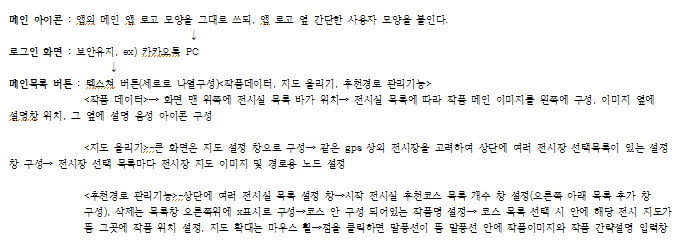 메인 아이콘 : 앱의 메인 앱 로고 모양을 그대로 쓰되, 앱 로고 옆 간단한 사용자 모양을 붙인다.
↓
로그인 화면 : 보안유지, ex) 카카오톡 PC
↓
메인목록 버튼 : 텍스쳐 버튼(세로로 나열구성)<작품데이터, 지도 올리기, 추천경로 관리기능>
<작품 데이터>→ 화면 맨 위쪽에 전시실 목록 바가 위치→ 전시실 목록에 따라 작품 메인 이미지를 왼쪽에 구성, 이미지 옆에
설명창 위치, 그 옆에 설명 음성 아이콘 구성
<지도 올리기>-큰 화면은 지도 설정 창으로 구성→ 같은 gps 상의 전시장을 고려하여 상단에 여러 전시장 선택목록이 있는 설정
창 구성→ 전시장 선택 목록마다 전시장 지도 이미지 및 경로용 노드 설정
<추천경로 관리기능>-상단에 여러 전시실 목록 설정 창→시작 전시실 추천코스 목록 개수 창 설정(오른쪽 아래 목록 추가 창
구성), 삭제는 목록창 오른쪽위에 x표시로 구성→코스 안 구성 되어있는 작품명 설정→ 코스 목록 선택 시 안에 해당 전시 지도가
뜸 그곳에 작품 위치 설정, 지도 확대는 마우스 휠→점을 클릭하면 말풍선이 뜸 말풍선 안에 작품이미지와 작품 간략설명 입력창